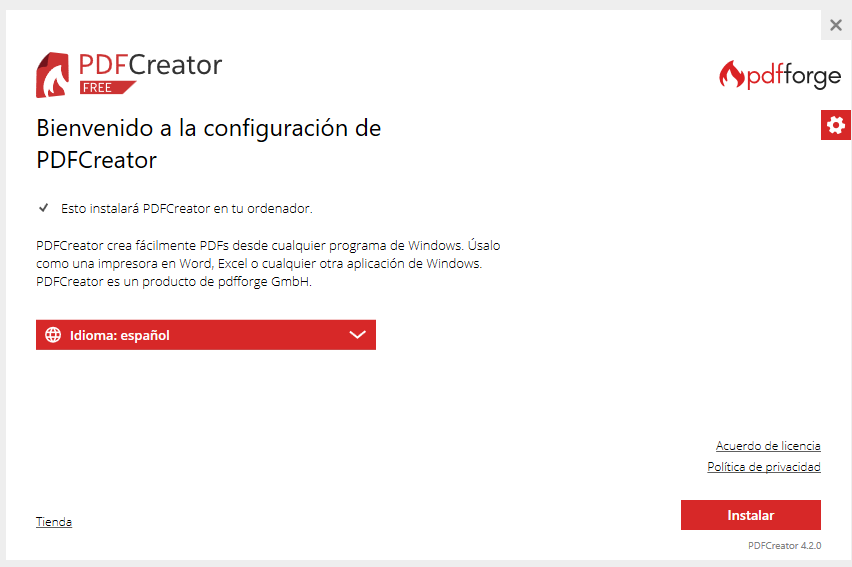 PDFCreator
FREE
pdfforge
Bienvenido a la configuración de
PDFCreator
Esto instalará PDFCreator en tu ordenador.
PDFCreator crea fácilmente PDFs desde cualquier programa de Windows. Úsalo
como una impresora en Word, Excel o cualquier otra aplicación de Windows.
PDFCreator es un producto de pdfforge GmbH.
Idioma: español
Acuerdo de licencia
Política de privacidad
Tienda
Instalar
PDFCreator 4.2.0